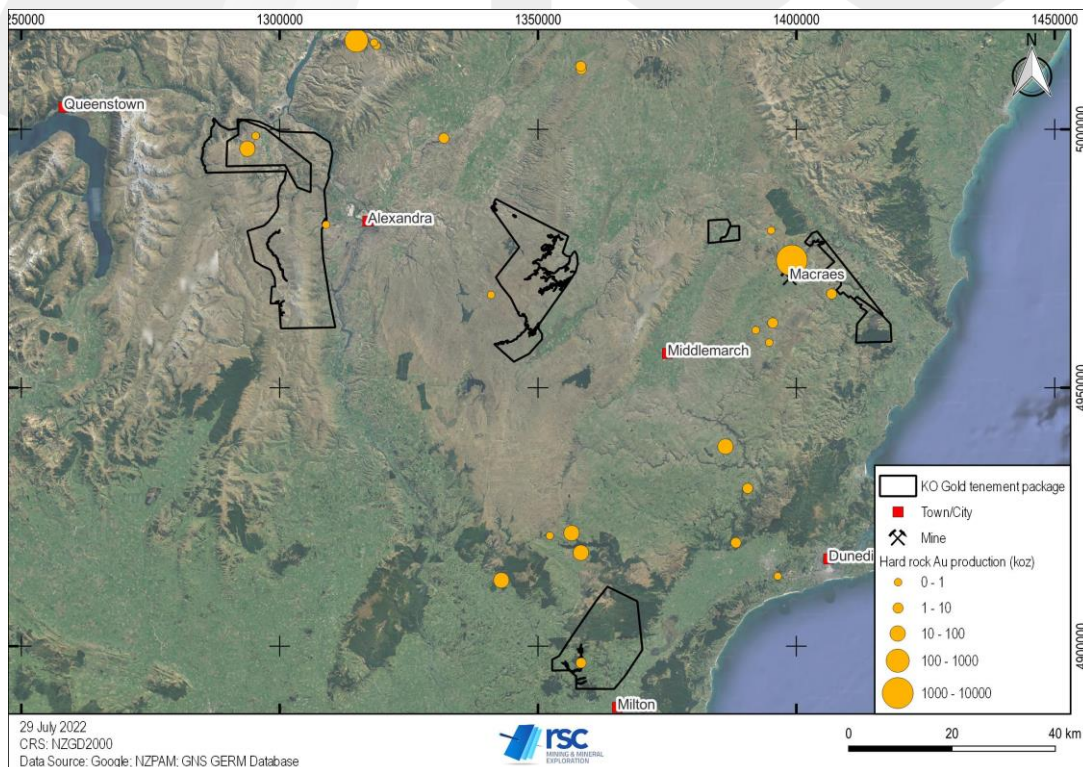 250000 1300000 1350000 1400000 1450000
N
Queenstown
5000000
Alexandra
Macraes
Middlemarch
4950000
KO Gold tenement package
Town/City
Mine
Hard rock Au production (koz)
0 - 1
1 - 10
10 - 100
100 - 1000
1000 - 10000
Dunedi
4900000
Milton
29 July 2022
CRS: NZGD2000
Data Source: Google; NZPAM; GNS GERM Database
rsc
MINING & MINERAL
EXPLORATION
0 20 40 km